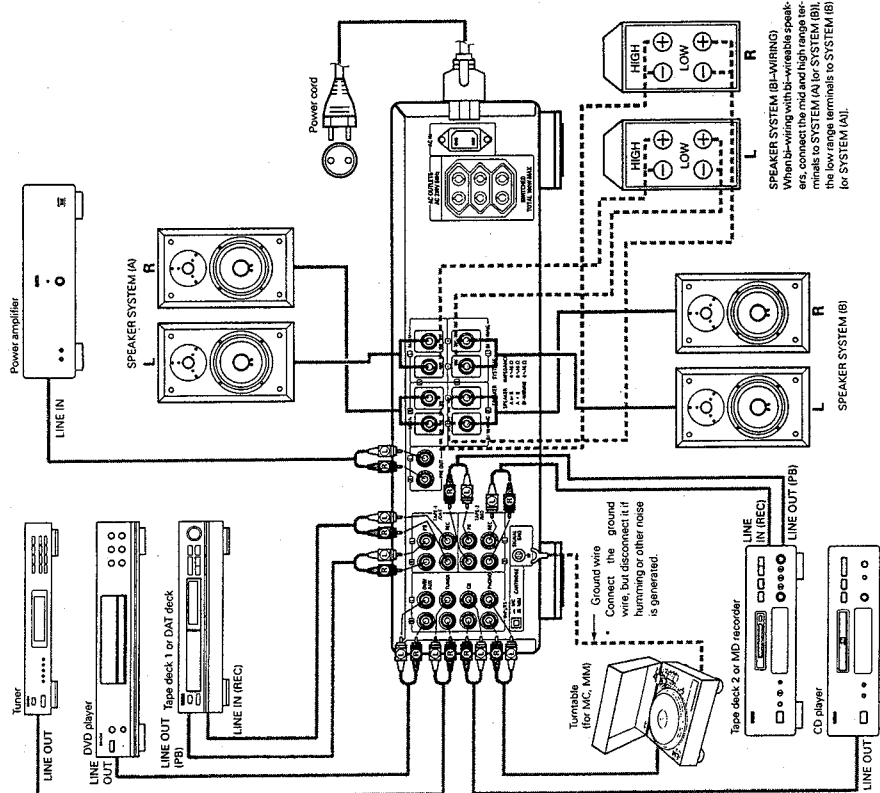 Power cord
Power amplifier
SPEAKER SYSTEM (A)
R
L
LINE IN
Tuner
LINE OUT
DVD player
LINE
OUT
Tape deck 1 or DAT deck
LINE OUT
(PB)
LINE IN (REC)
AC OUTLETS
SWITCHED
HIGH
LOW
R
HIGH
LOW
L
SPEAKER SYSTEM (BI-WIRING)
When bi-wiring with bi-wireable speak-
ers, connect the mid and high range ter-
minals to SYSTEM (A) [or SYSTEM (B)],
the low range terminals to SYSTEM (B)
[or SYSTEM (A)].
R
L
SPEAKER SYSTEM (B)
Ground wire
• Connect the ground
wire, but disconnect it if
humming or other noise
is generated.
Turntable
(for MC, MM)
LINE
IN (REC)
LINE OUT (PB)
Tape deck 2 or MD recorder
CD player
LINE OUT